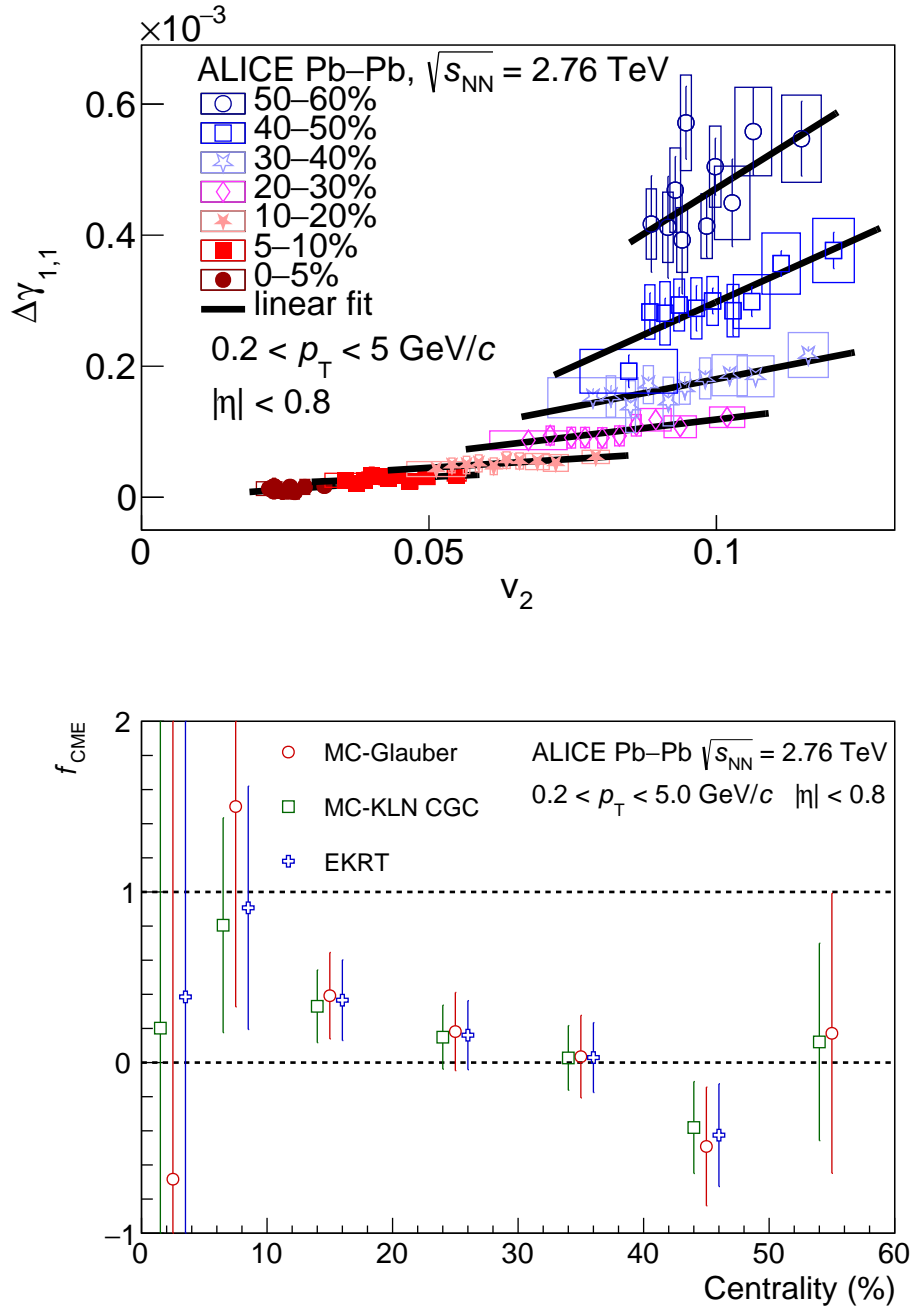 ×10⁻³
ALICE Pb–Pb, √sNN = 2.76 TeV
50–60%
40–50%
30–40%
20–30%
10–20%
5–10%
0–5%
linear fit
0.2 < pT < 5 GeV/c
|η| < 0.8
0.6
0.4
0.2
0
Δγ1,1
0 0.05 0.1
v2
fCME
2
1
0
−1
MC-Glauber
MC-KLN CGC
EKRT
ALICE Pb–Pb √sNN = 2.76 TeV
0.2 < pT < 5.0 GeV/c |η| < 0.8
0 10 20 30 40 50 60
Centrality (%)